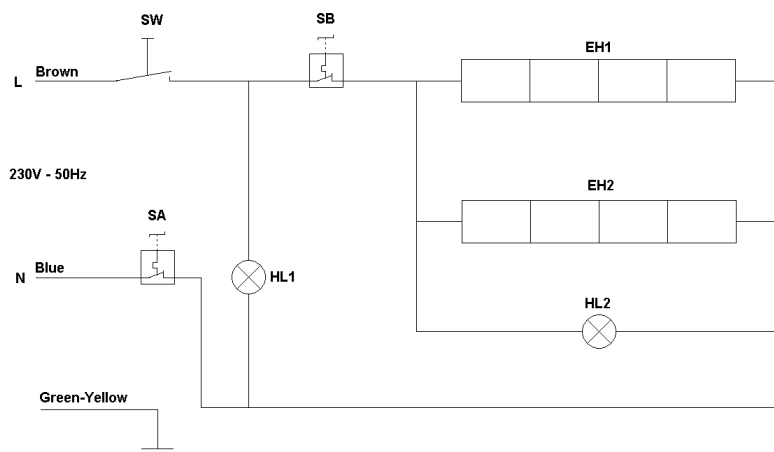 SW
SB
EH1
L
Brown
230V - 50Hz
EH2
SA
N
Blue
HL1
HL2
Green-Yellow